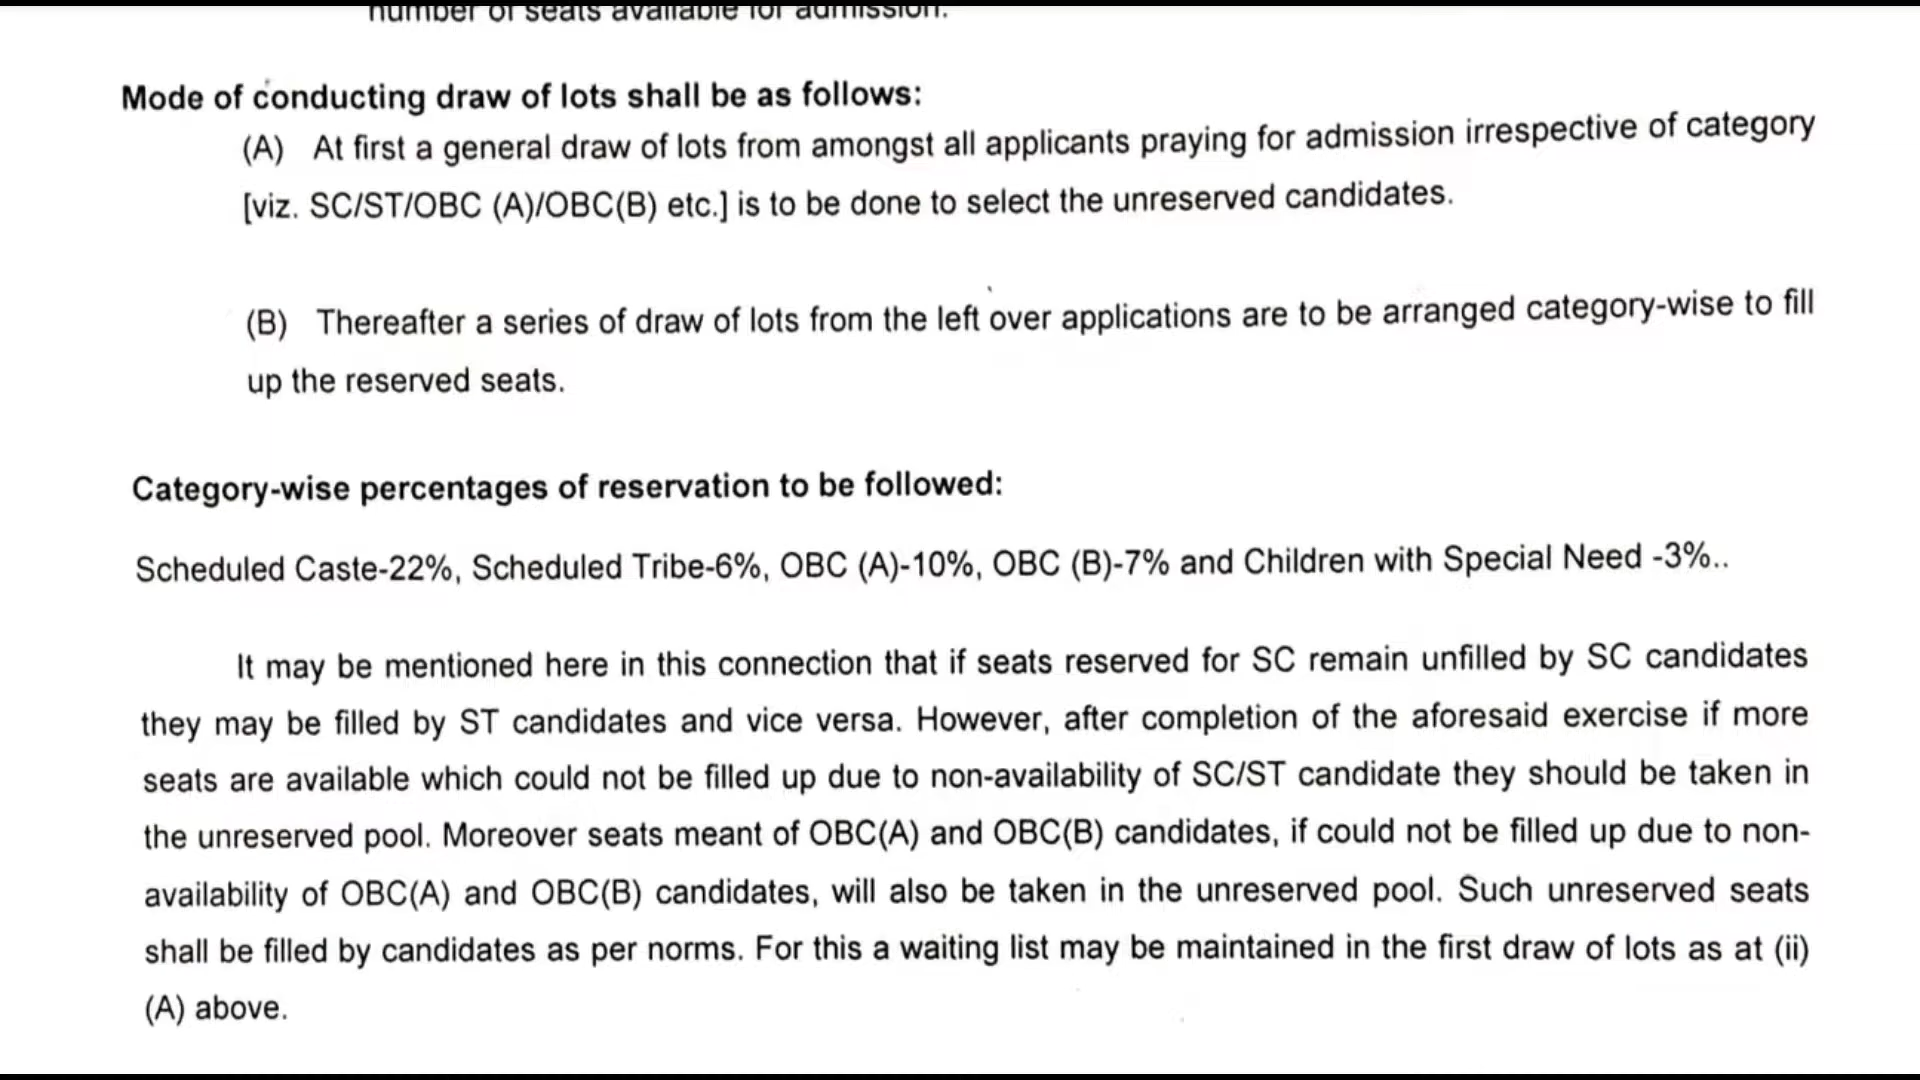 number of seats available for admission.
Mode of conducting draw of lots shall be as follows:
(A) At first a general draw of lots from amongst all applicants praying for admission irrespective of category
[viz. SC/ST/OBC (A)/OBC(B) etc.] is to be done to select the unreserved candidates.
(B) Thereafter a series of draw of lots from the left over applications are to be arranged category-wise to fill
up the reserved seats.
Category-wise percentages of reservation to be followed:
Scheduled Caste-22%, Scheduled Tribe-6%, OBC (A)-10%, OBC (B)-7% and Children with Special Need -3%..
It may be mentioned here in this connection that if seats reserved for SC remain unfilled by SC candidates
they may be filled by ST candidates and vice versa. However, after completion of the aforesaid exercise if more
seats are available which could not be filled up due to non-availability of SC/ST candidate they should be taken in
the unreserved pool. Moreover seats meant of OBC(A) and OBC(B) candidates, if could not be filled up due to non-
availability of OBC(A) and OBC(B) candidates, will also be taken in the unreserved pool. Such unreserved seats
shall be filled by candidates as per norms. For this a waiting list may be maintained in the first draw of lots as at (ii)
(A) above.